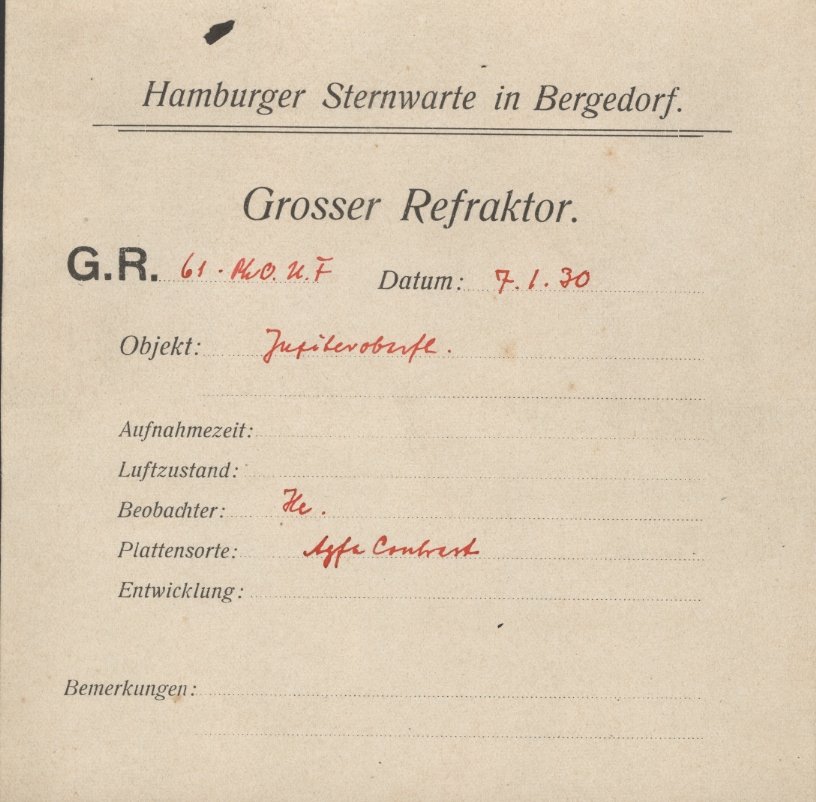 Hamburger Sternwarte in Bergedorf.
Grosser Refraktor.
G.R. 61 - PhO. U. F Datum: 7. 1. 30
Objekt: Jupiteroberfl.
Aufnahmezeit:
Luftzustand:
Beobachter: He.
Plattensorte: Agfa Contrast
Entwicklung:
Bemerkungen: